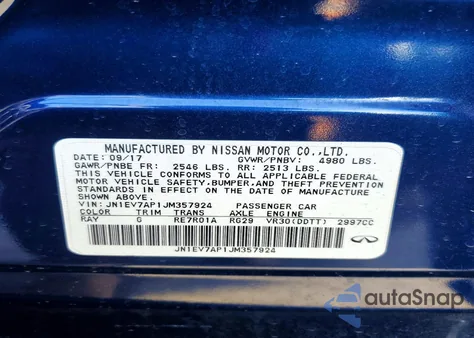 MANUFACTURED BY NISSAN MOTOR CO.,LTD.
DATE 09/17 GVWR/PNBV: 4980 LBS.
GAWR/PNBE FR: 2546 LBS. RR: 2513 LBS.
THIS VEHICLE CONFORMS TO ALL APPLICABLE FEDERAL
MOTOR VEHICLE SAFETY,BUMPER,AND THEFT PREVENTION
STANDARDS IN EFFECT ON THE DATE OF MANUFACTURE
SHOWN ABOVE.
VIN:JN1EV7AP1JM357924 PASSENGER CAR
COLOR TRIM TRANS AXLE ENGINE
RAY G RE7R01A RG29 VR30(DDTT) 2997CC
JN1EV7AP1JM357924
autoSnap